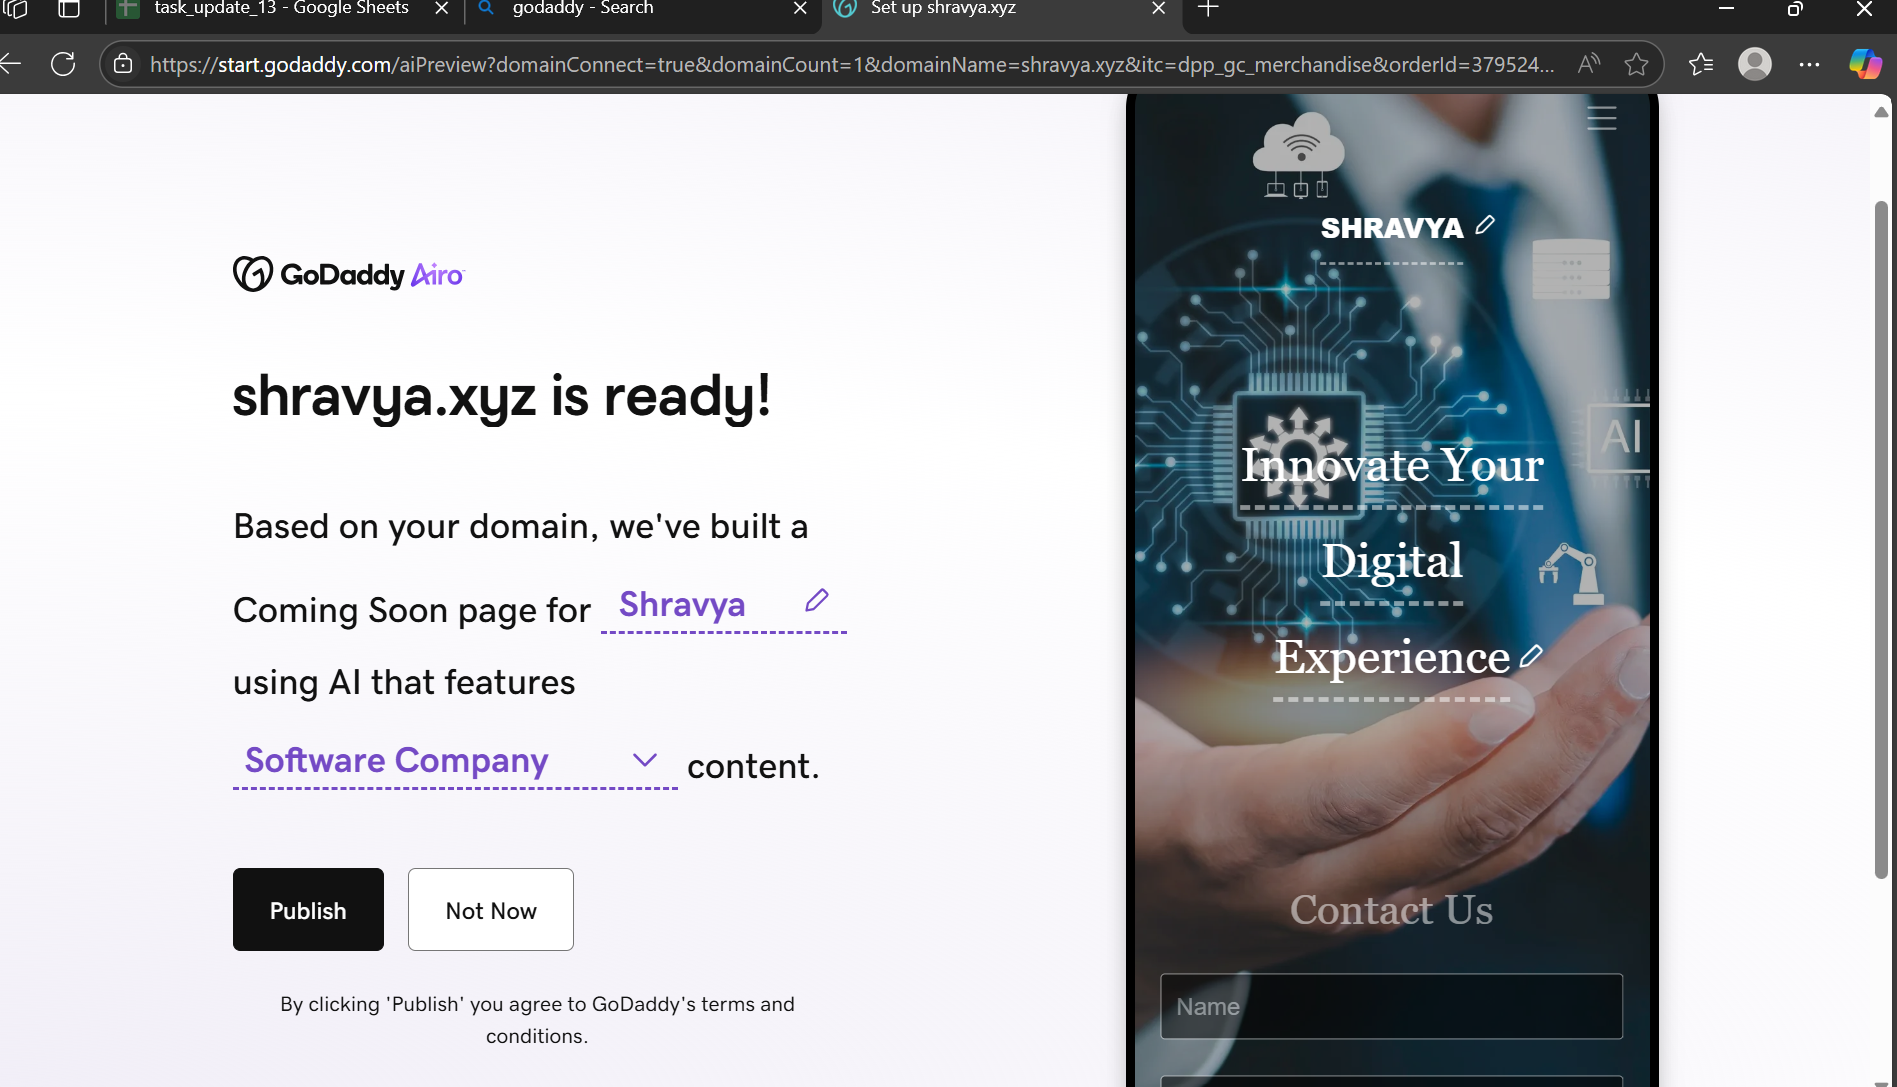 task_update_13 - Google Sheets
godaddy - Search
Set up shravya.xyz
https://start.godaddy.com/aiPreview?domainConnect=true&domainCount=1&domainName=shravya.xyz&itc=dpp_gc_merchandise&orderId=379524...
GoDaddy Airo
shravya.xyz is ready!
Based on your domain, we've built a
Coming Soon page for Shravya
using AI that features
Software Company content.
Publish
Not Now
By clicking 'Publish' you agree to GoDaddy's terms and
conditions.
SHRAVYA
AI
Innovate Your
Digital
Experience
Contact Us
Name